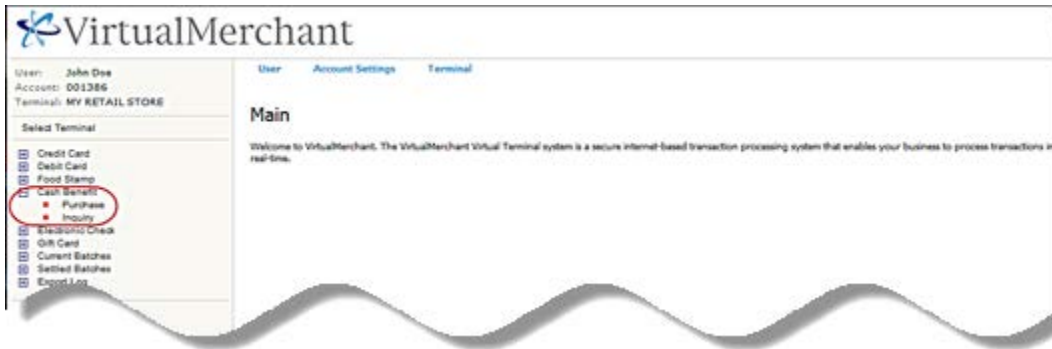 VirtualMerchant
User: John Doe
Account: 001386
Terminal: MY RETAIL STORE
Select Terminal
Credit Card
Debit Card
Food Stamp
Cash Benefit
Purchase
Inquiry
Electronic Check
Gift Card
Current Batches
Settled Batches
Export Log
User Account Settings Terminal
Main
Welcome to VirtualMerchant. The VirtualMerchant Virtual Terminal system is a secure internet-based transaction processing system that enables your business to process transactions in
real-time.